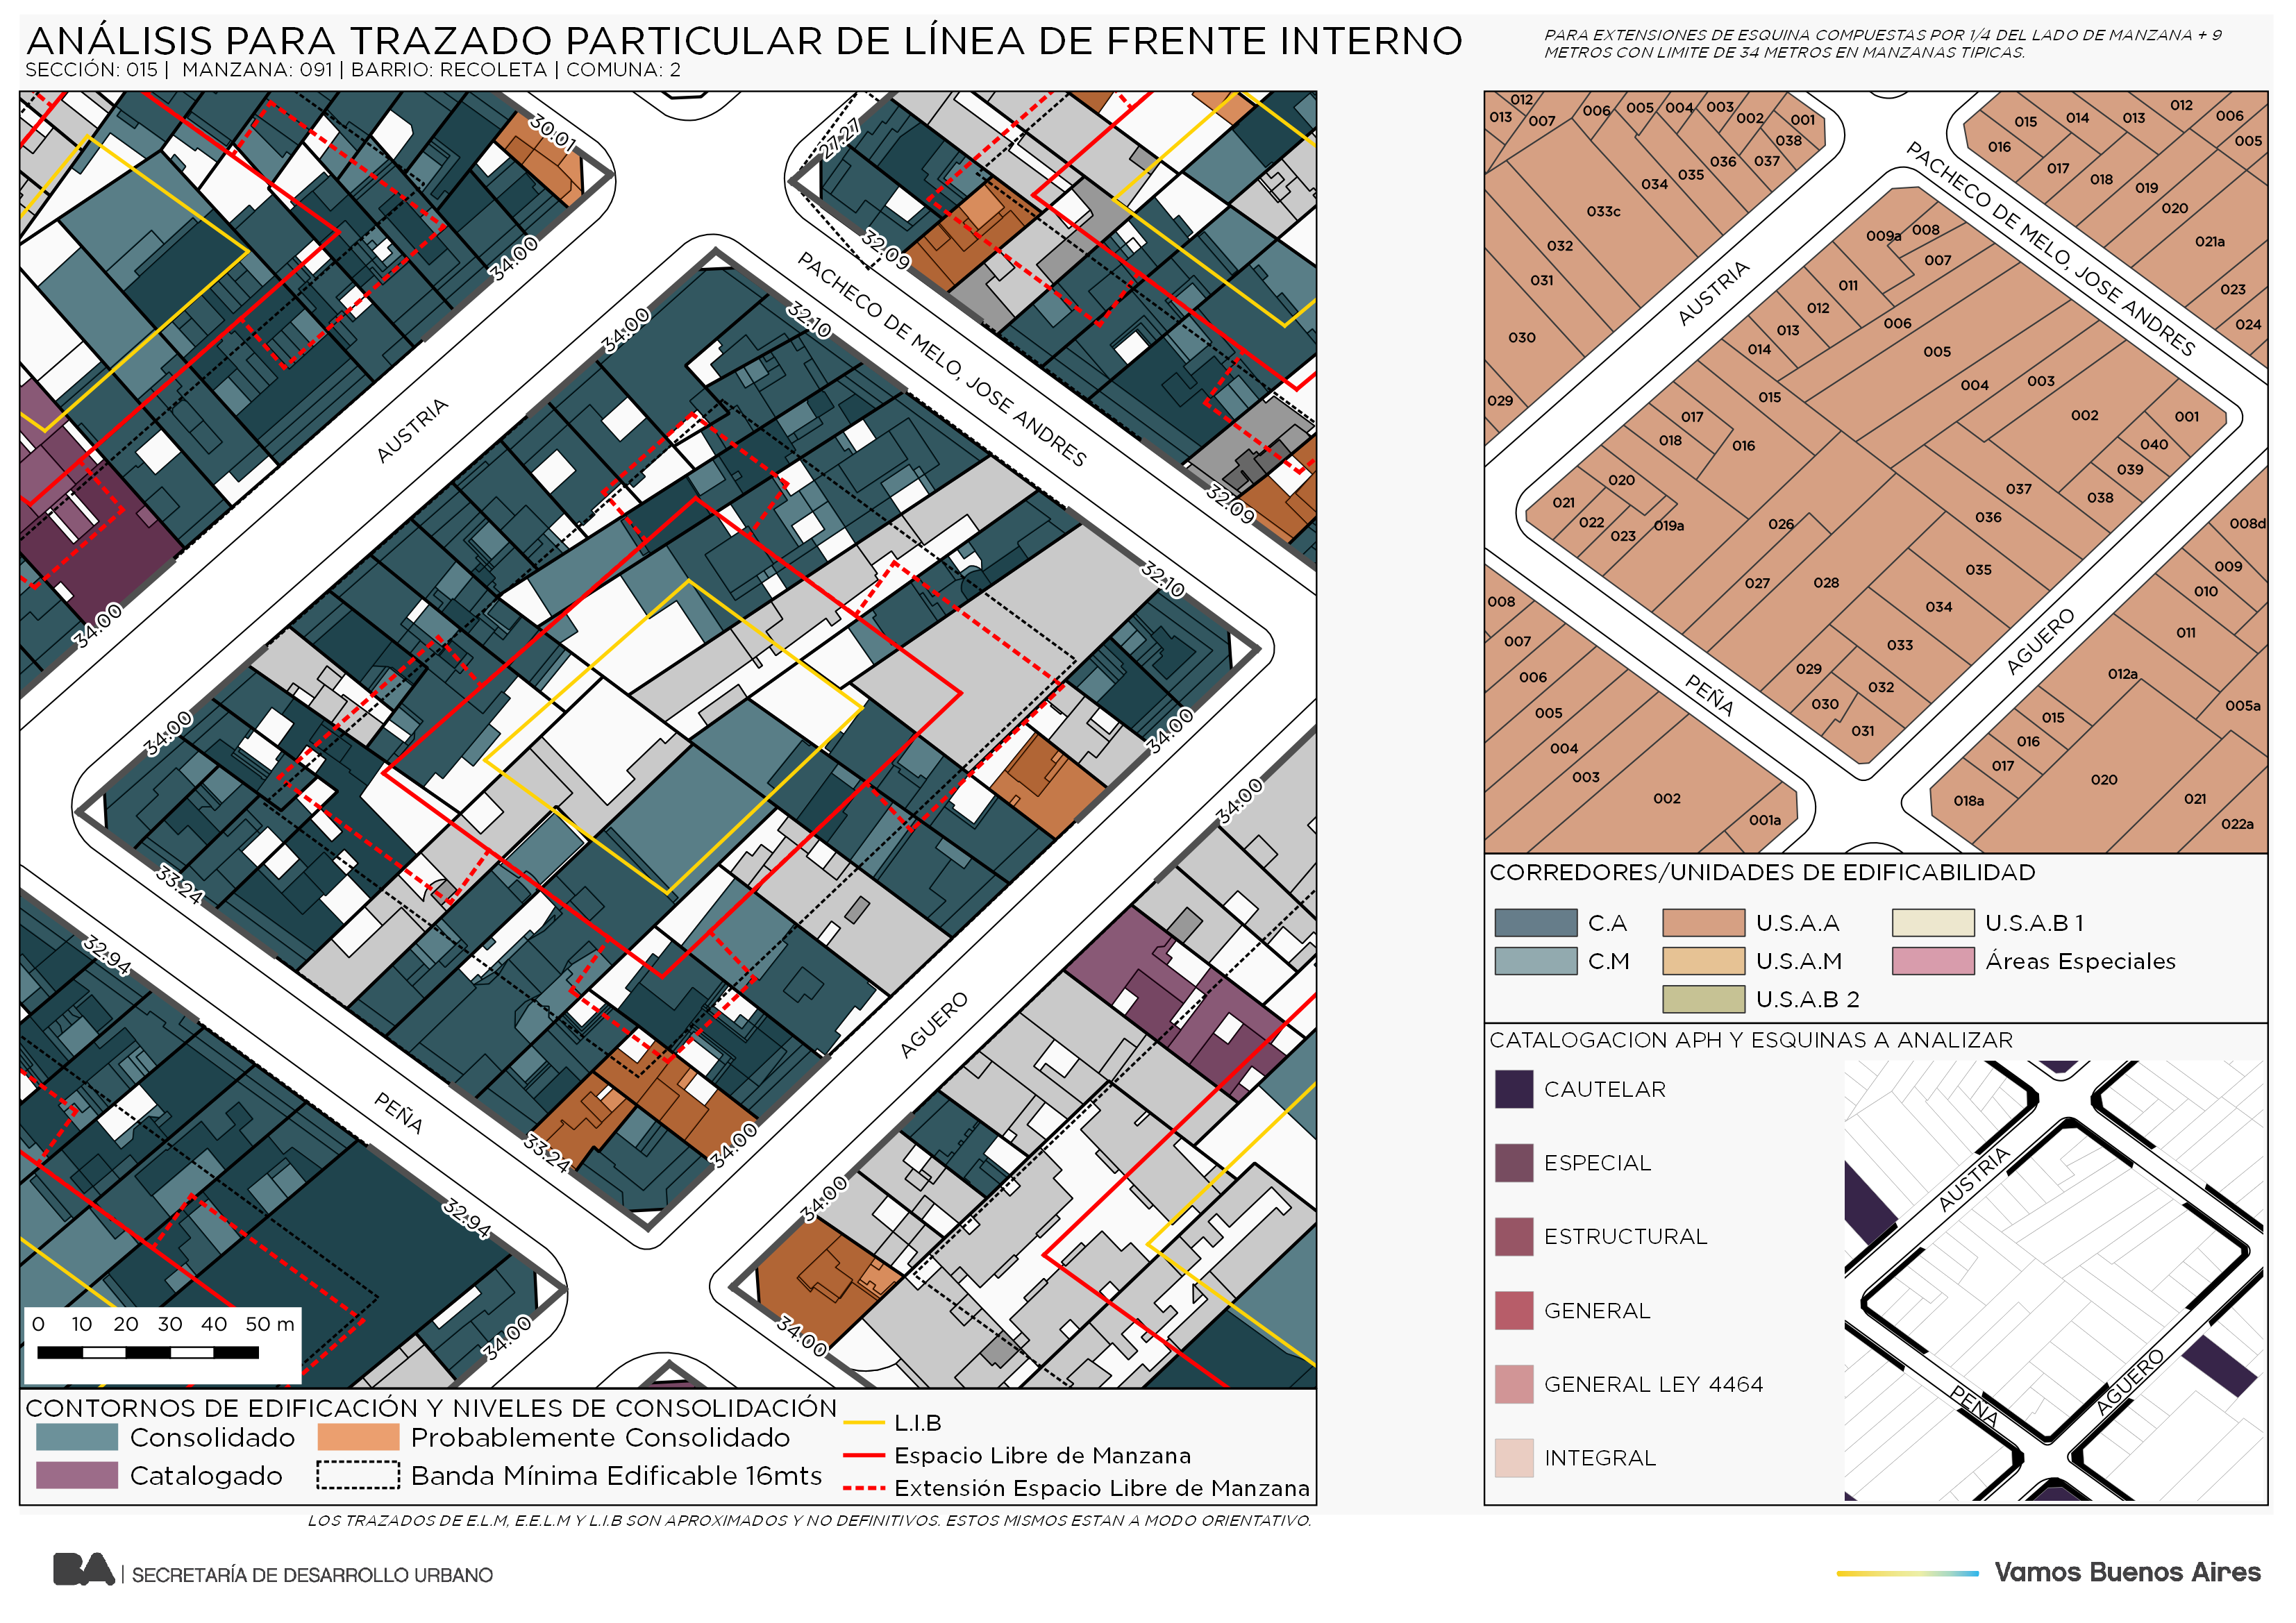 ANÁLISIS PARA TRAZADO PARTICULAR DE LÍNEA DE FRENTE INTERNO
SECCIÓN: 015 | MANZANA: 091 | BARRIO: RECOLETA | COMUNA: 2
PARA EXTENSIONES DE ESQUINA COMPUESTAS POR 1/4 DEL LADO DE MANZANA + 9
METROS CON LIMITE DE 34 METROS EN MANZANAS TIPICAS.
30.01
27.27
34.00
32.09
34.00
32.10
PACHECO DE MELO, JOSE ANDRES
AUSTRIA
32.09
34.00
32.10
34.00
34.00
34.00
33.24
32.94
AGUERO
PEÑA
33.24
34.00
34.00
32.94
34.00
34.00
0 10 20 30 40 50 m
CONTORNOS DE EDIFICACIÓN Y NIVELES DE CONSOLIDACIÓN
Consolidado
Probablemente Consolidado
Catalogado
Banda Mínima Edificable 16mts
L.I.B
Espacio Libre de Manzana
Extensión Espacio Libre de Manzana
LOS TRAZADOS DE E.L.M, E.E.L.M Y L.I.B SON APROXIMADOS Y NO DEFINITIVOS. ESTOS MISMOS ESTAN A MODO ORIENTATIVO.
012
013
007
006
005
004
003
002
001
038
037
036
035
034
033c
032
031
030
029
012
006
005
015
014
013
016
017
018
019
020
021a
023
024
PACHECO DE MELO, JOSE ANDRES
AUSTRIA
009a
008
007
011
012
013
014
006
005
004
003
002
001
015
016
017
018
020
021
022
023
019a
040
039
038
037
036
035
034
033
032
031
030
029
028
027
026
AGUERO
PEÑA
008
007
006
005
004
003
002
001a
008d
009
010
011
012a
005a
015
016
017
018a
020
021
022a
CORREDORES/UNIDADES DE EDIFICABILIDAD
C.A
U.S.A.A
U.S.A.B 1
C.M
U.S.A.M
Áreas Especiales
U.S.A.B 2
CATALOGACION APH Y ESQUINAS A ANALIZAR
CAUTELAR
ESPECIAL
ESTRUCTURAL
GENERAL
GENERAL LEY 4464
INTEGRAL
AUSTRIA
PEÑA
AGUERO
BA | SECRETARÍA DE DESARROLLO URBANO
Vamos Buenos Aires